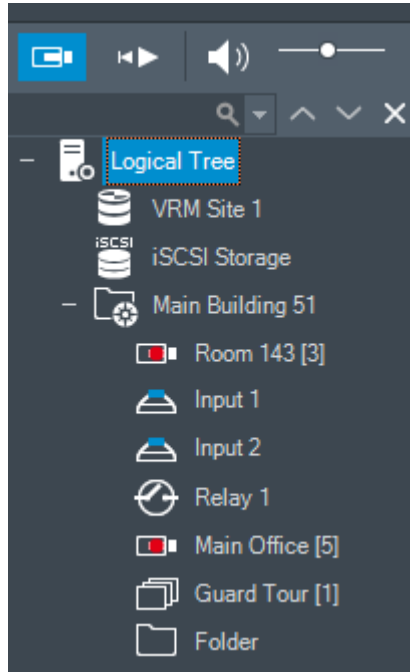 Logical Tree
VRM Site 1
iSCSI
iSCSI Storage
Main Building 51
Room 143 [3]
Input 1
Input 2
Relay 1
Main Office [5]
Guard Tour [1]
Folder